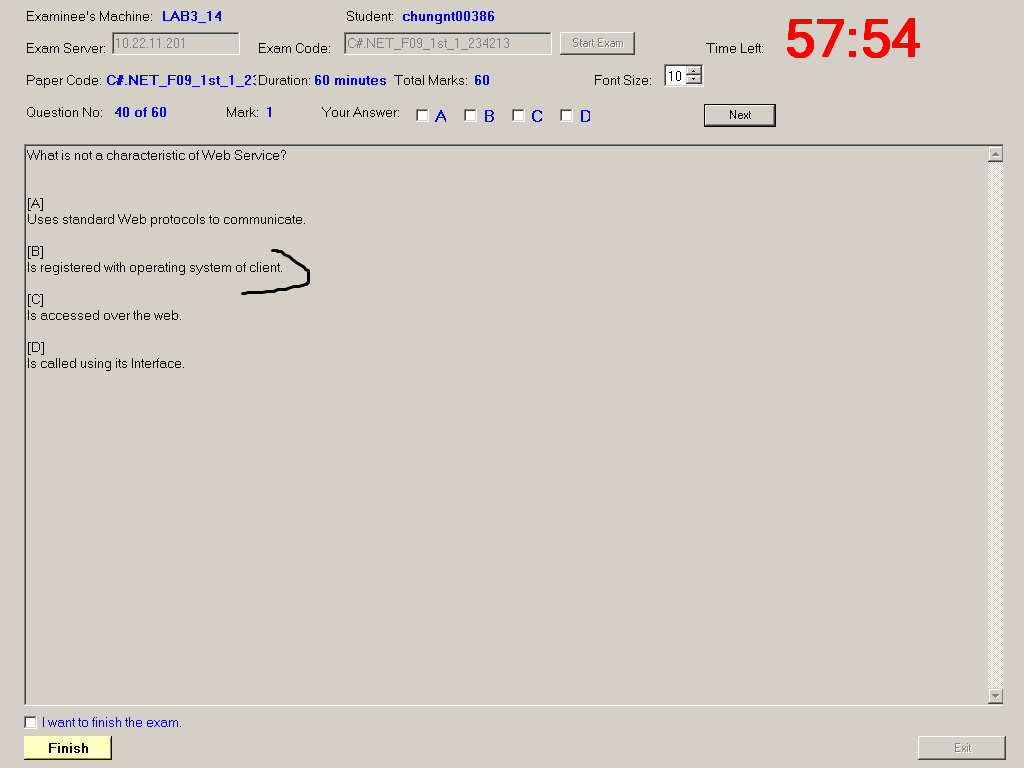 Examinee's Machine: LAB3_14 Student: chungnt00386
Exam Server: 10.22.11.201 Exam Code: C#.NET_F09_1st_1_234213 Start Exam Time Left: 57:54
Paper Code: C#.NET_F09_1st_1_23 Duration: 60 minutes Total Marks: 60 Font Size: 10
Question No: 40 of 60 Mark: 1 Your Answer: A B C D Next
What is not a characteristic of Web Service?
[A]
Uses standard Web protocols to communicate.
[B]
Is registered with operating system of client.
[C]
Is accessed over the web.
[D]
Is called using its Interface.
I want to finish the exam.
Finish Exit